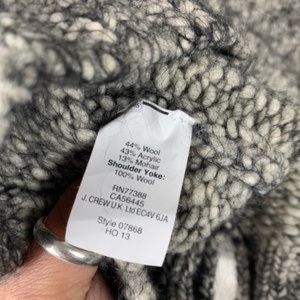 44% Wool
43% Acrylic
13% Mohair
Shoulder Yoke:
100% Wool
RN77388
CA56445
J. CREW U.K. Ltd EC4V 6JA
Style 07868
HO 13